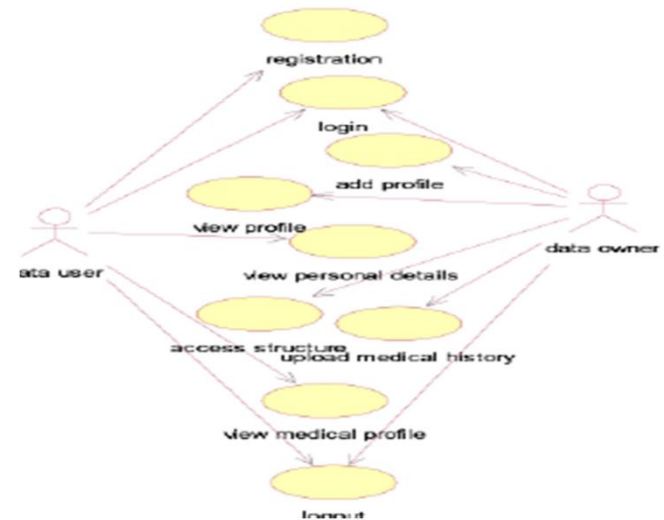 registration
login
add profile
view profile
data owner
view personal details
ata user
access structure
upload medical history
view medical profile
logout